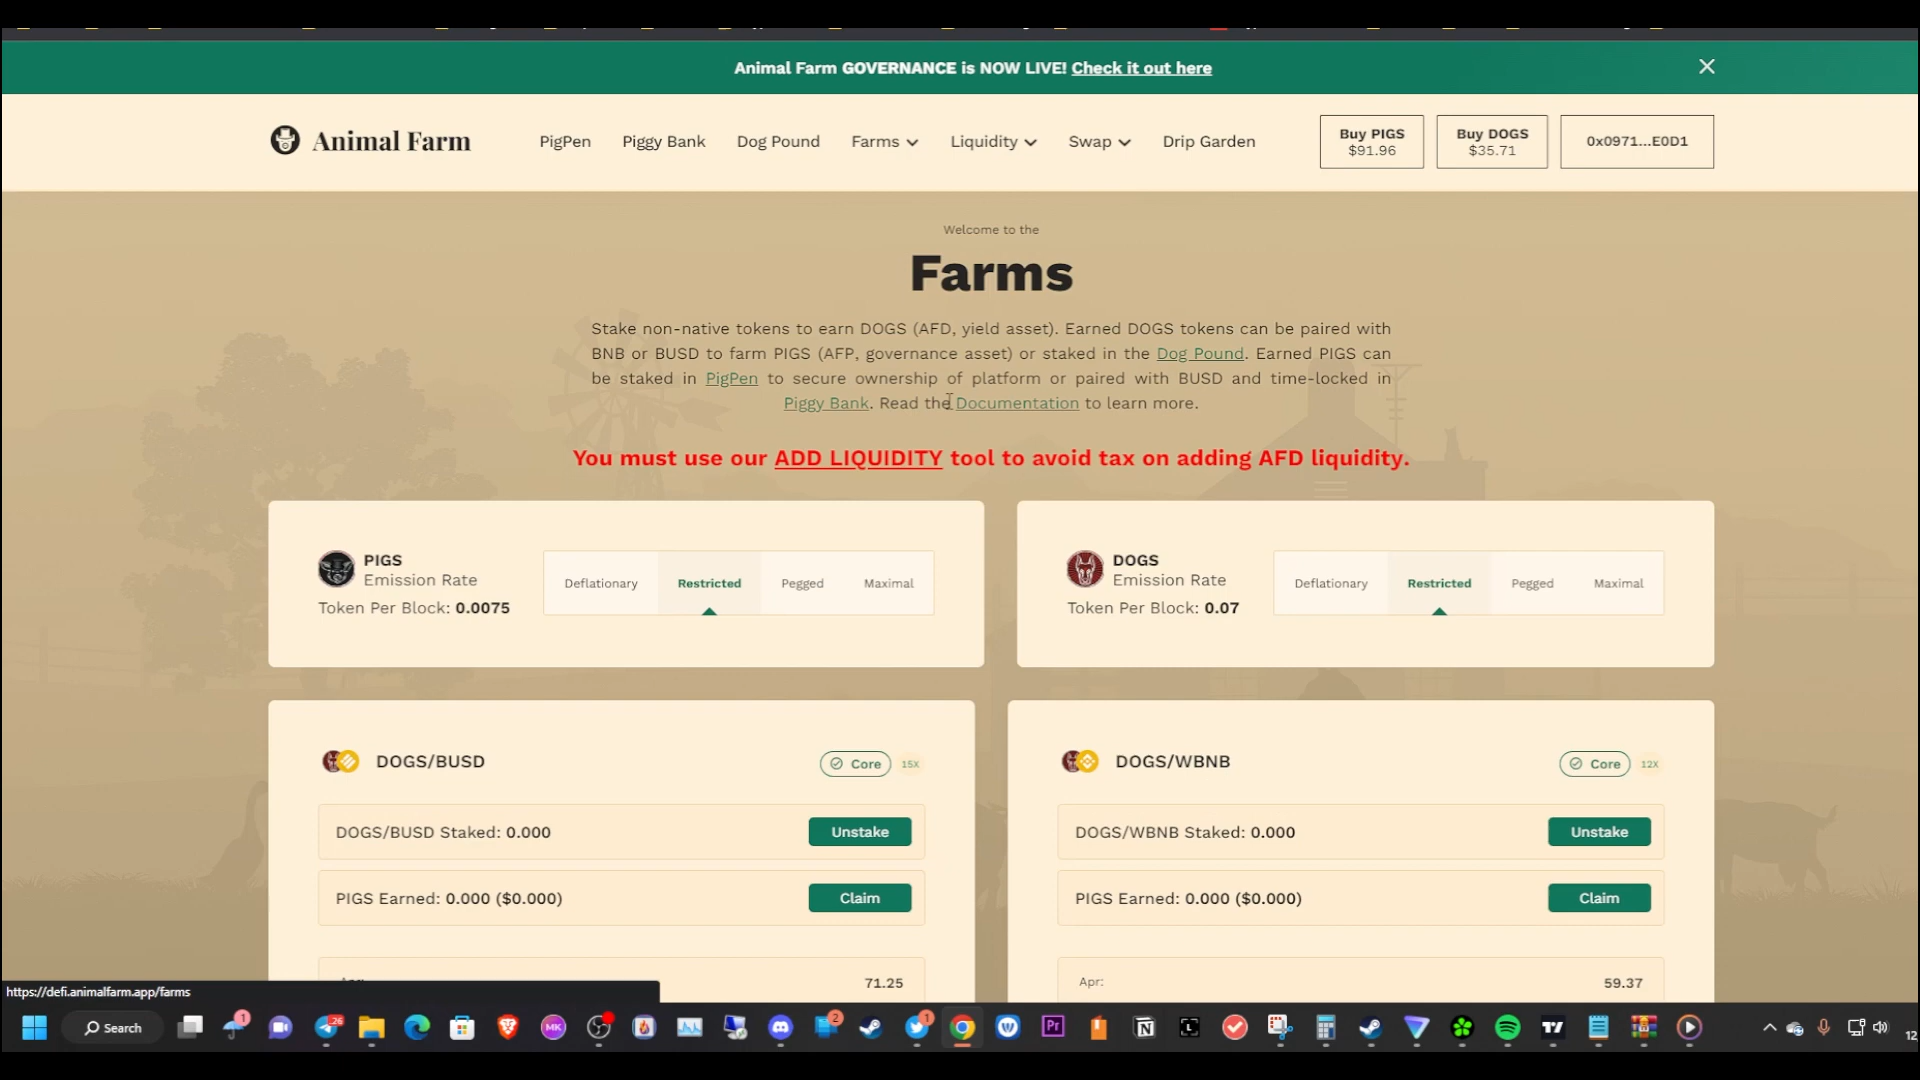 Animal Farm GOVERNANCE is NOW LIVE! Check it out here
Animal Farm
PigPen
Piggy Bank
Dog Pound
Farms
Liquidity
Swap
Drip Garden
Buy PIGS
$91.96
Buy DOGS
$35.71
0x0971...E0D1
Welcome to the
Farms
Stake non-native tokens to earn DOGS (AFD, yield asset). Earned DOGS tokens can be paired with
BNB or BUSD to farm PIGS (AFP, governance asset) or staked in the Dog Pound. Earned PIGS can
be staked in PigPen to secure ownership of platform or paired with BUSD and time-locked in
Piggy Bank. Read the Documentation to learn more.
You must use our ADD LIQUIDITY tool to avoid tax on adding AFD liquidity.
PIGS
Emission Rate
Token Per Block: 0.0075
Deflationary
Restricted
Pegged
Maximal
DOGS
Emission Rate
Token Per Block: 0.07
Deflationary
Restricted
Pegged
Maximal
DOGS/BUSD
Core
15X
DOGS/BUSD Staked: 0.000
Unstake
PIGS Earned: 0.000 ($0.000)
Claim
71.25
DOGS/WBNB
Core
12X
DOGS/WBNB Staked: 0.000
Unstake
PIGS Earned: 0.000 ($0.000)
Claim
Apr:
59.37
https://defi.animalfarm.app/farms
Search
1
26
MK
2
1
Pr
N
L
12